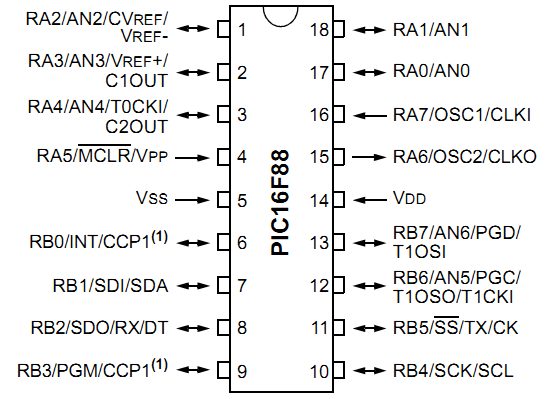 RA2/AN2/CVREF/
VREF-
1
18
RA1/AN1
RA3/AN3/VREF+/
C1OUT
2
17
RA0/AN0
RA4/AN4/T0CKI/
C2OUT
3
16
RA7/OSC1/CLKI
RA5/MCLR/VPP
4
15
RA6/OSC2/CLKO
VSS
5
14
VDD
RB0/INT/CCP1(1)
6
13
RB7/AN6/PGD/
T1OSI
RB1/SDI/SDA
7
12
RB6/AN5/PGC/
T1OSO/T1CKI
RB2/SDO/RX/DT
8
11
RB5/SS/TX/CK
RB3/PGM/CCP1(1)
9
10
RB4/SCK/SCL
PIC16F88